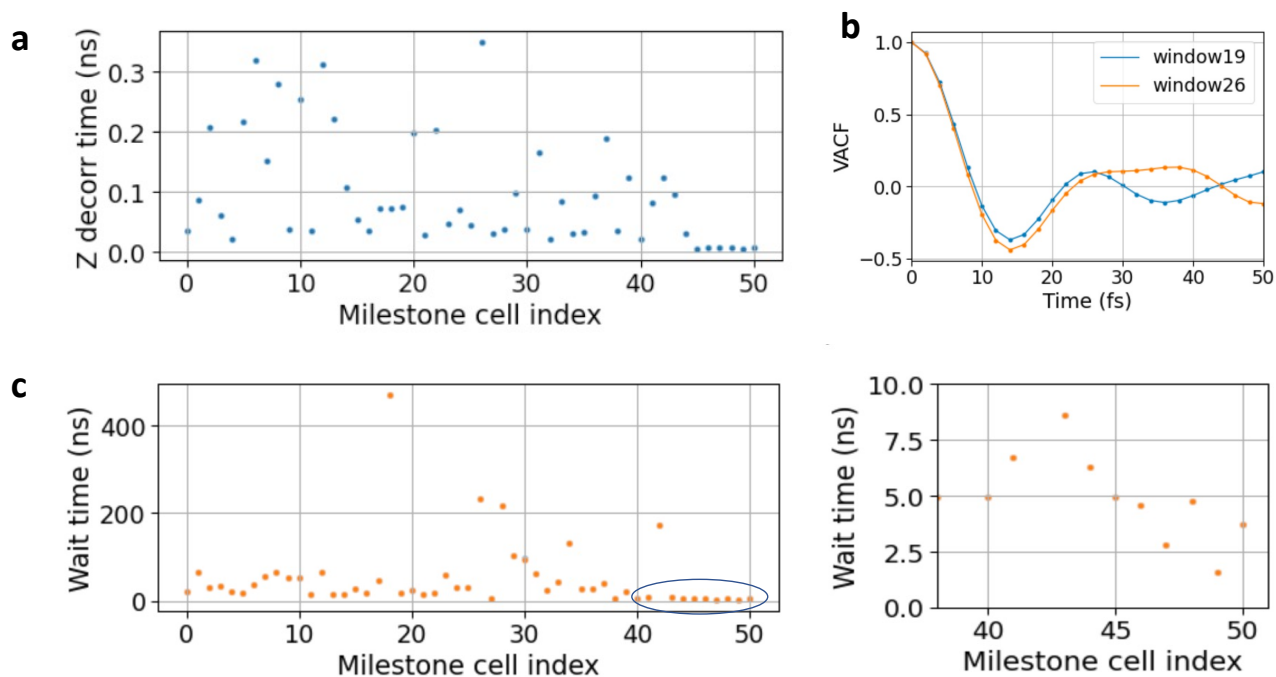 a
Z decorr time (ns)
0.3
0.2
0.1
0.0
0 10 20 30 40 50
Milestone cell index
b
VACF
1.0
0.5
0.0
−0.5
window19
window26
0 10 20 30 40 50
Time (fs)
c
Wait time (ns)
400
200
0
0 10 20 30 40 50
Milestone cell index
Wait time (ns)
10.0
7.5
5.0
2.5
0.0
40 45 50
Milestone cell index